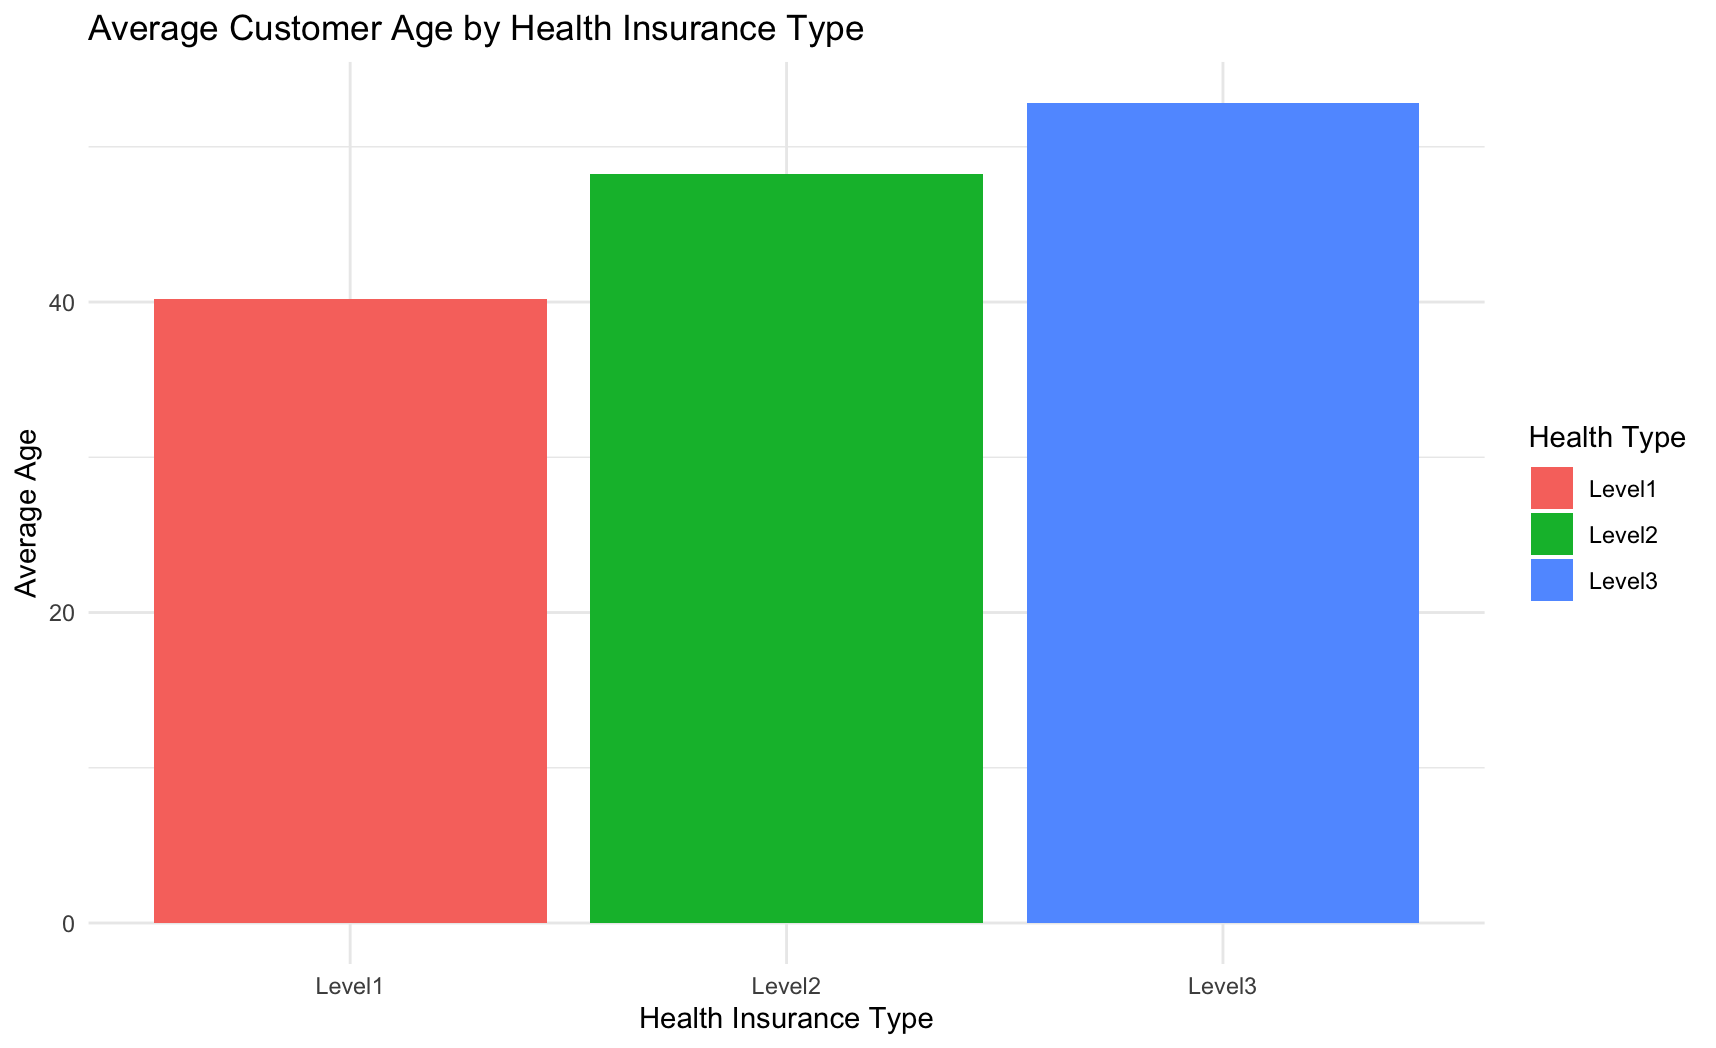 Average Customer Age by Health Insurance Type
Average Age
40
20
0
Level1
Level2
Level3
Health Insurance Type
Health Type
Level1
Level2
Level3